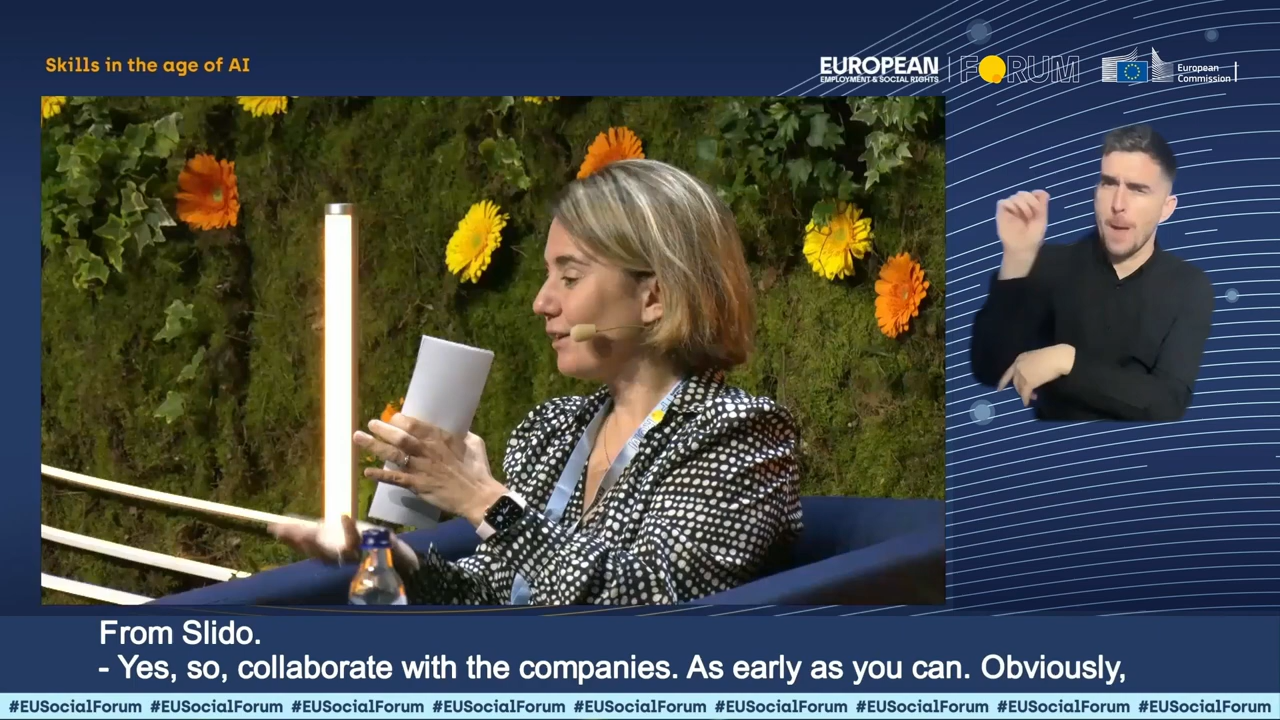 Skills in the age of AI
EUROPEAN
EMPLOYMENT & SOCIAL RIGHTS
FORUM
European
Commission
From Slido.
- Yes, so, collaborate with the companies. As early as you can. Obviously,
#EUSocialForum #EUSocialForum #EUSocialForum #EUSocialForum #EUSocialForum #EUSocialForum #EUSocialForum #EUSocialForum #EUSocialForum